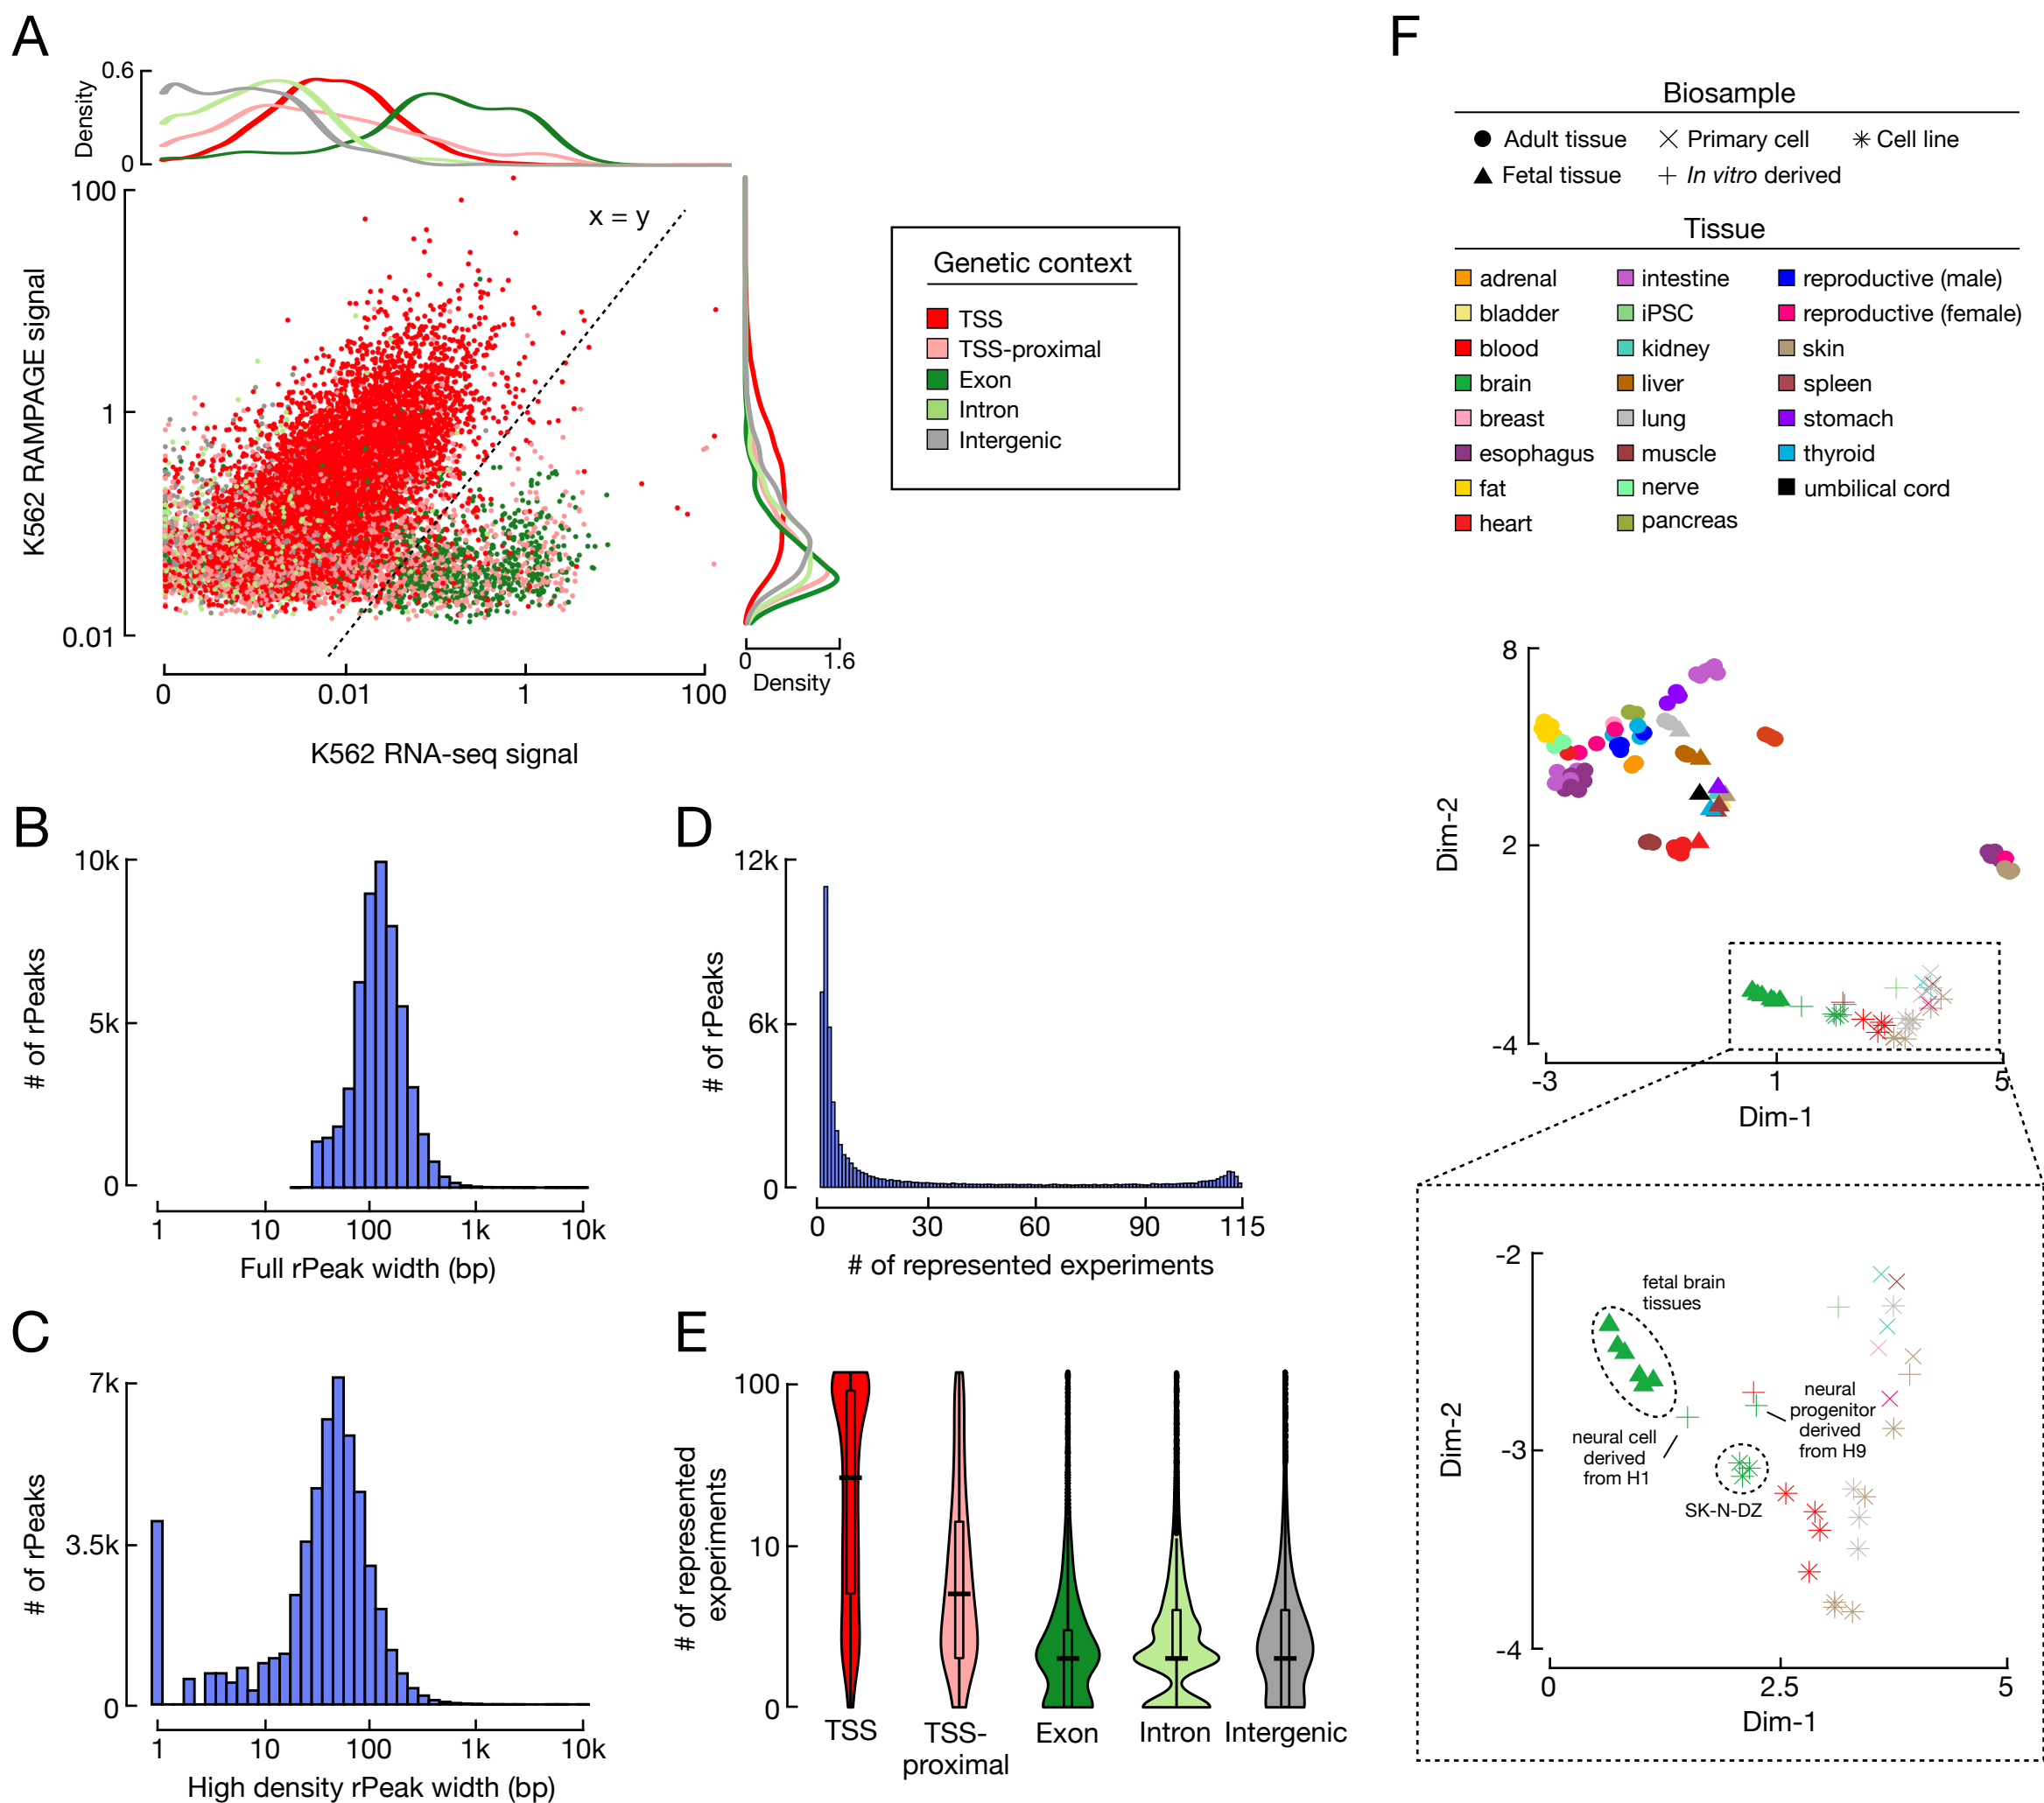 A
0.6
Density
0
100
K562 RAMPAGE signal
1
0.01
x = y
0
0.01
1
100
K562 RNA-seq signal
0
1.6
Density
Genetic context
TSS
TSS-proximal
Exon
Intron
Intergenic
B
10k
5k
0
# of rPeaks
1
10
100
1k
10k
Full rPeak width (bp)
C
7k
3.5k
0
# of rPeaks
1
10
100
1k
10k
High density rPeak width (bp)
D
12k
6k
0
# of rPeaks
0
30
60
90
115
# of represented experiments
E
100
10
0
# of represented
experiments
TSS
TSS-
proximal
Exon
Intron
Intergenic
F
Biosample
Adult tissue
Primary cell
Cell line
Fetal tissue
In vitro derived
Tissue
adrenal
bladder
blood
brain
breast
esophagus
fat
heart
intestine
iPSC
kidney
liver
lung
muscle
nerve
pancreas
reproductive (male)
reproductive (female)
skin
spleen
stomach
thyroid
umbilical cord
8
2
-4
Dim-2
-3
1
5
Dim-1
-2
-3
-4
Dim-2
fetal brain
tissues
neural cell
derived
from H1
neural
progenitor
derived
from H9
SK-N-DZ
0
2.5
5
Dim-1